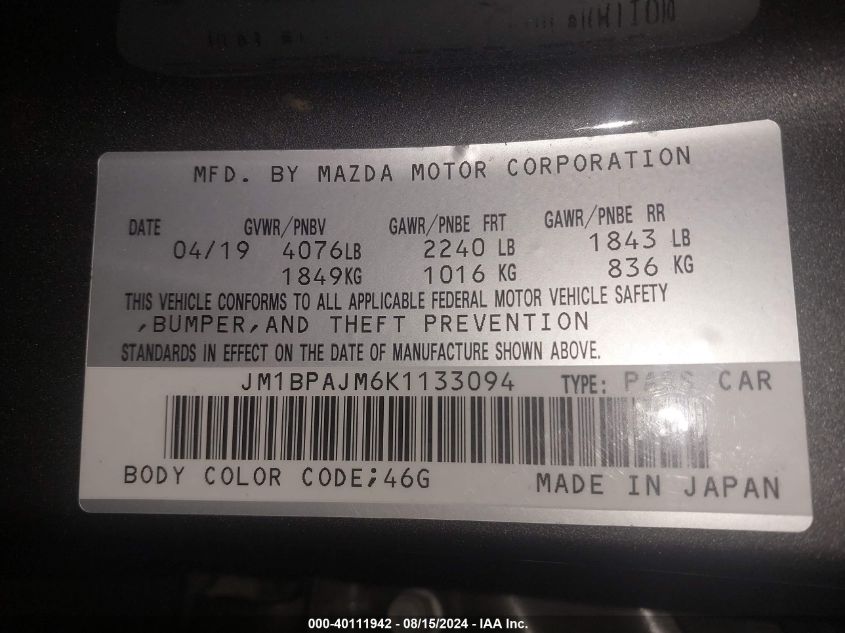 MFD. BY MAZDA MOTOR CORPORATION
DATE GVWR/PNBV GAWR/PNBE FRT GAWR/PNBE RR
04/19 4076LB 2240 LB 1843 LB
1849KG 1016 KG 836 KG
THIS VEHICLE CONFORMS TO ALL APPLICABLE FEDERAL MOTOR VEHICLE SAFETY
,BUMPER,AND THEFT PREVENTION
STANDARDS IN EFFECT ON THE DATE OF MANUFACTURE SHOWN ABOVE.
JM1BPAJM6K1133094 TYPE: PASS CAR
BODY COLOR CODE;46G MADE IN JAPAN
000-40111942 - 08/15/2024 - IAA Inc.